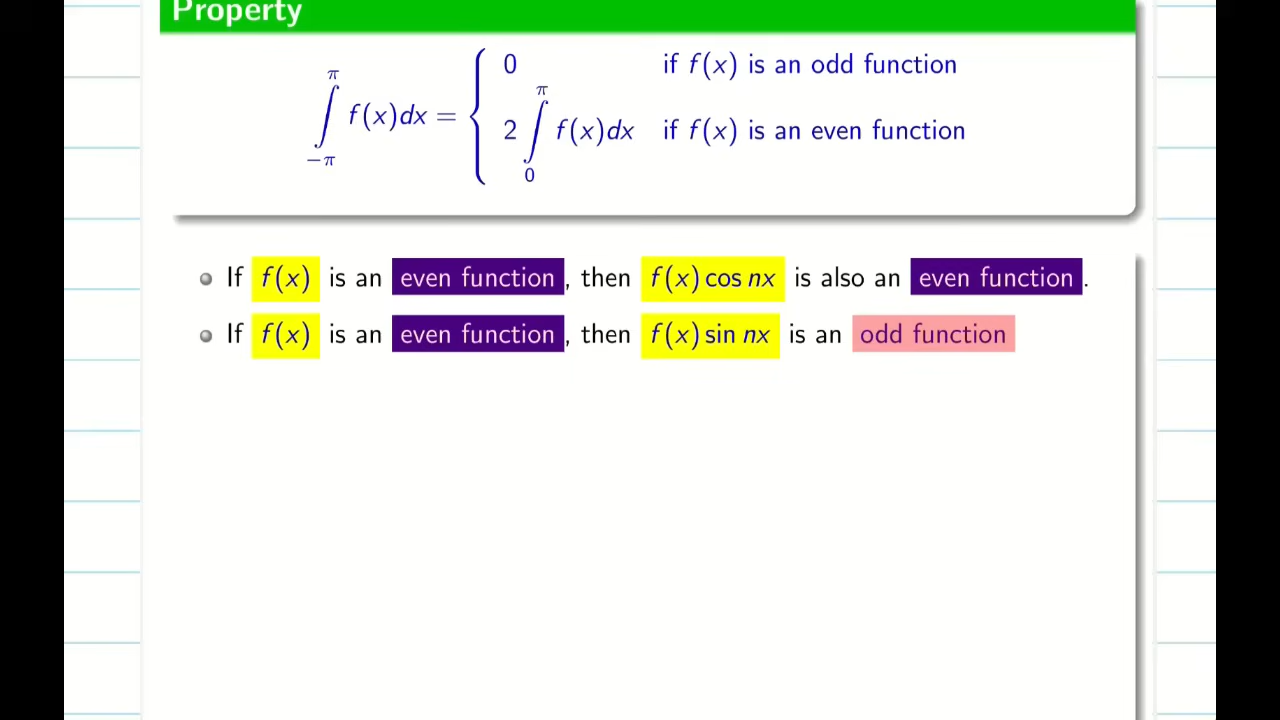 Property
∫_{−π}^{π} f(x)dx = { 0 if f(x) is an odd function
2 ∫_{0}^{π} f(x)dx if f(x) is an even function
If f(x) is an even function, then f(x) cos nx is also an even function.
If f(x) is an even function, then f(x) sin nx is an odd function